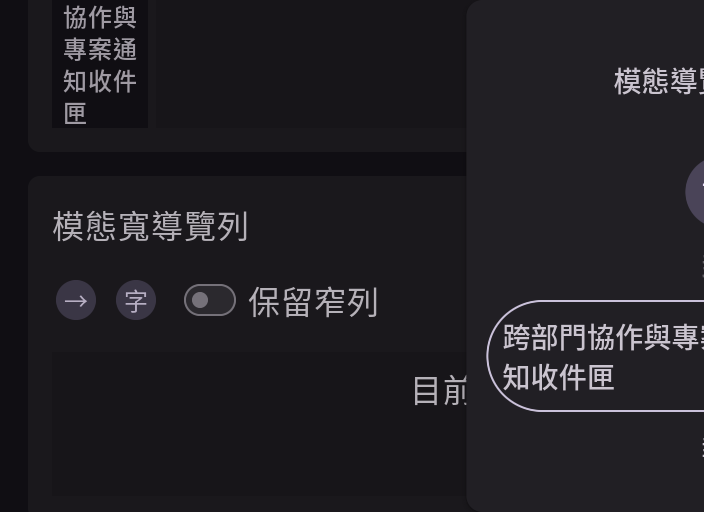 協作與
專案通
知收件
匣
模態寬導覽列
→ 字 保留窄列
目前
模態導
跨部門協作與專
知收件匣